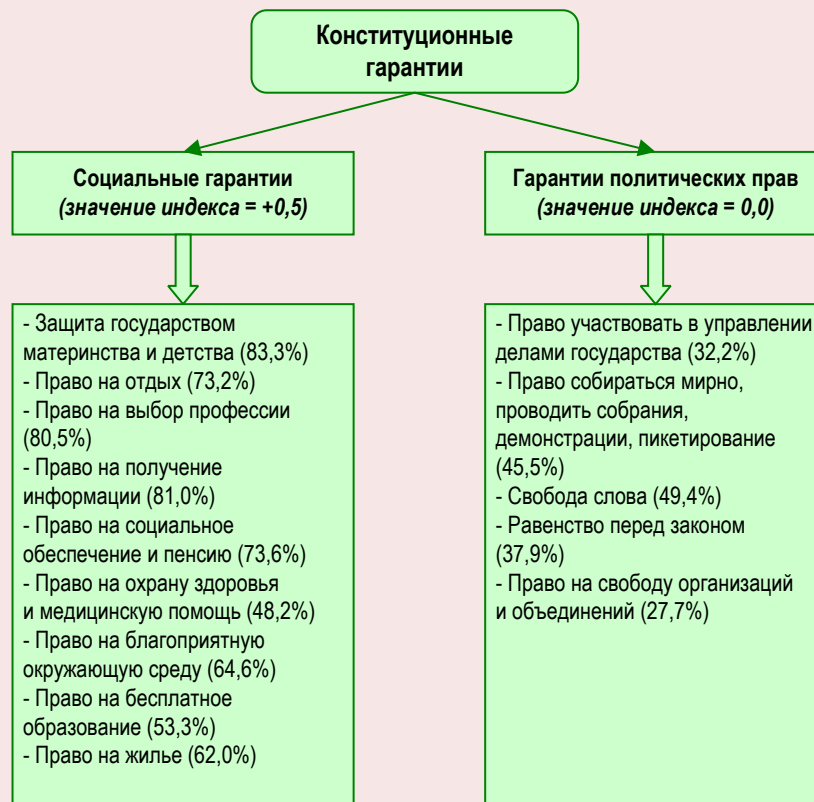 Конституционные
гарантии
Социальные гарантии
(значение индекса = +0,5)
- Защита государством
материнства и детства (83,3%)
- Право на отдых (73,2%)
- Право на выбор профессии
(80,5%)
- Право на получение
информации (81,0%)
- Право на социальное
обеспечение и пенсию (73,6%)
- Право на охрану здоровья
и медицинскую помощь (48,2%)
- Право на благоприятную
окружающую среду (64,6%)
- Право на бесплатное
образование (53,3%)
- Право на жилье (62,0%)
Гарантии политических прав
(значение индекса = 0,0)
- Право участвовать в управлении
делами государства (32,2%)
- Право собираться мирно,
проводить собрания,
демонстрации, пикетирование
(45,5%)
- Свобода слова (49,4%)
- Равенство перед законом
(37,9%)
- Право на свободу организаций
и объединений (27,7%)